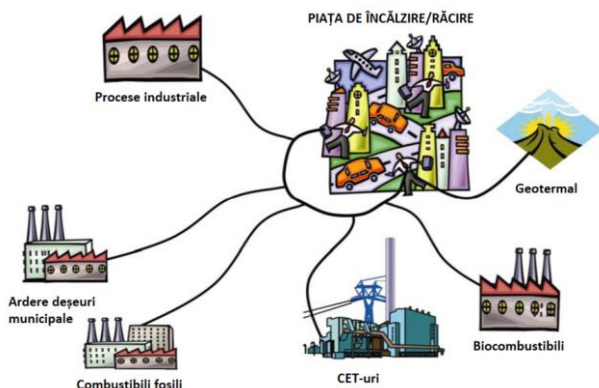 PIAȚA DE ÎNCĂLZIRE/RĂCIRE
Procese industriale
Geotermal
Ardere deșeuri
municipale
Biocombustibili
Combustibili fosili
CET-uri